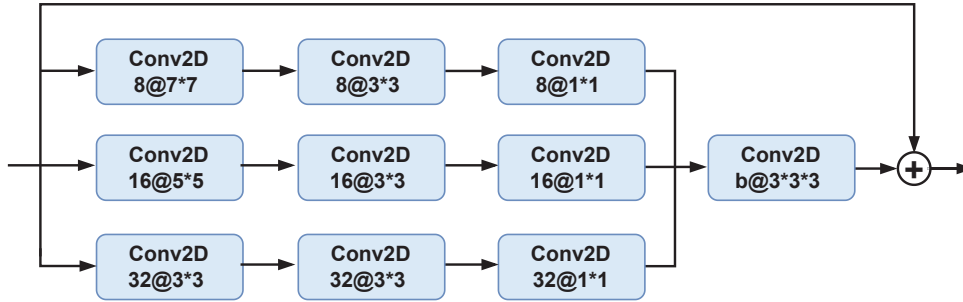 Conv2D
8@7*7
Conv2D
8@3*3
Conv2D
8@1*1
Conv2D
16@5*5
Conv2D
16@3*3
Conv2D
16@1*1
Conv2D
b@3*3*3
+
Conv2D
32@3*3
Conv2D
32@3*3
Conv2D
32@1*1